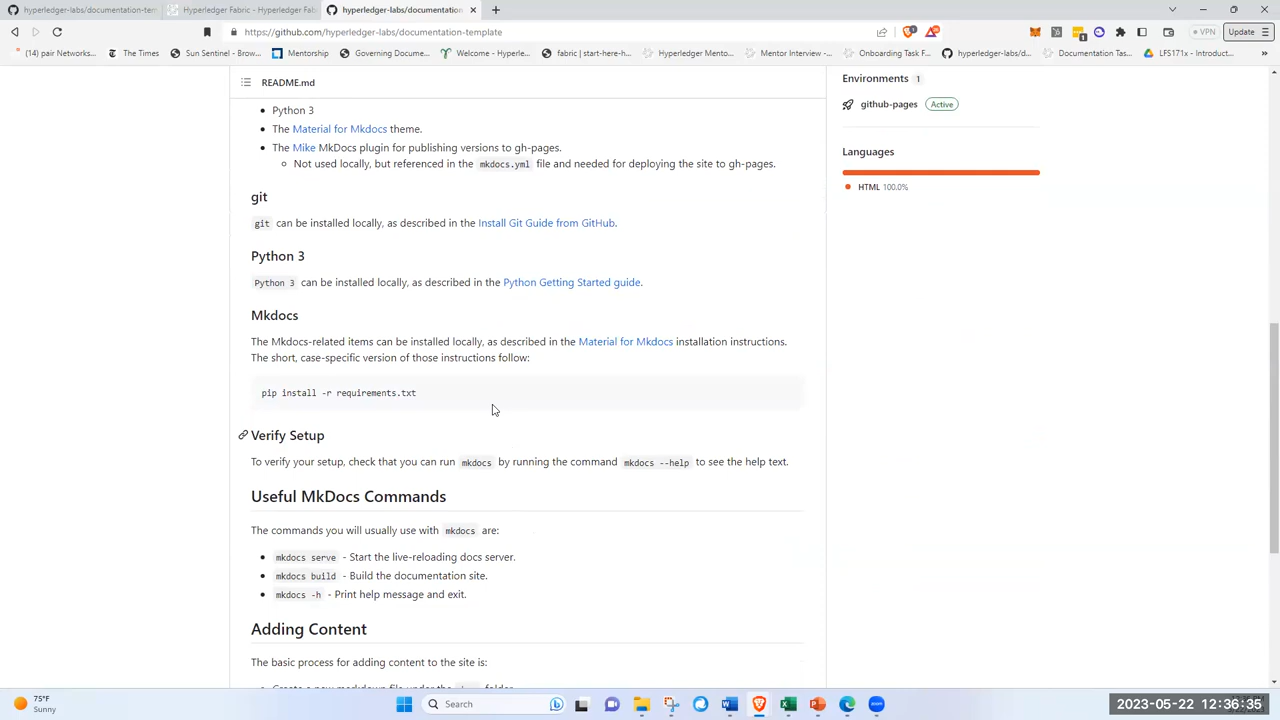 hyperledger-labs/documentation-tem
Hyperledger Fabric - Hyperledger Fab
hyperledger-labs/documentation-
https://github.com/hyperledger-labs/documentation-template
VPN
Update
(14) pair Networks...
The Times
Sun Sentinel - Brow...
Mentorship
Governing Docume...
Welcome - Hyperle...
fabric | start-here-h...
Hyperledger Mento...
Mentor Interview -...
Onboarding Task F...
hyperledger-labs/d...
Documentation Tas...
LFS171x - Introduct...
README.md
Python 3
The Material for Mkdocs theme.
The Mike MkDocs plugin for publishing versions to gh-pages.
Not used locally, but referenced in the mkdocs.yml file and needed for deploying the site to gh-pages.
git
git can be installed locally, as described in the Install Git Guide from GitHub.
Python 3
Python 3 can be installed locally, as described in the Python Getting Started guide.
Mkdocs
The Mkdocs-related items can be installed locally, as described in the Material for Mkdocs installation instructions.
The short, case-specific version of those instructions follow:
pip install -r requirements.txt
Verify Setup
To verify your setup, check that you can run mkdocs by running the command mkdocs --help to see the help text.
Useful MkDocs Commands
The commands you will usually use with mkdocs are:
mkdocs serve - Start the live-reloading docs server.
mkdocs build - Build the documentation site.
mkdocs -h - Print help message and exit.
Adding Content
The basic process for adding content to the site is:
Environments 1
github-pages Active
Languages
HTML 100.0%
75°F
Sunny
Search
2023-05-22 12:36:35